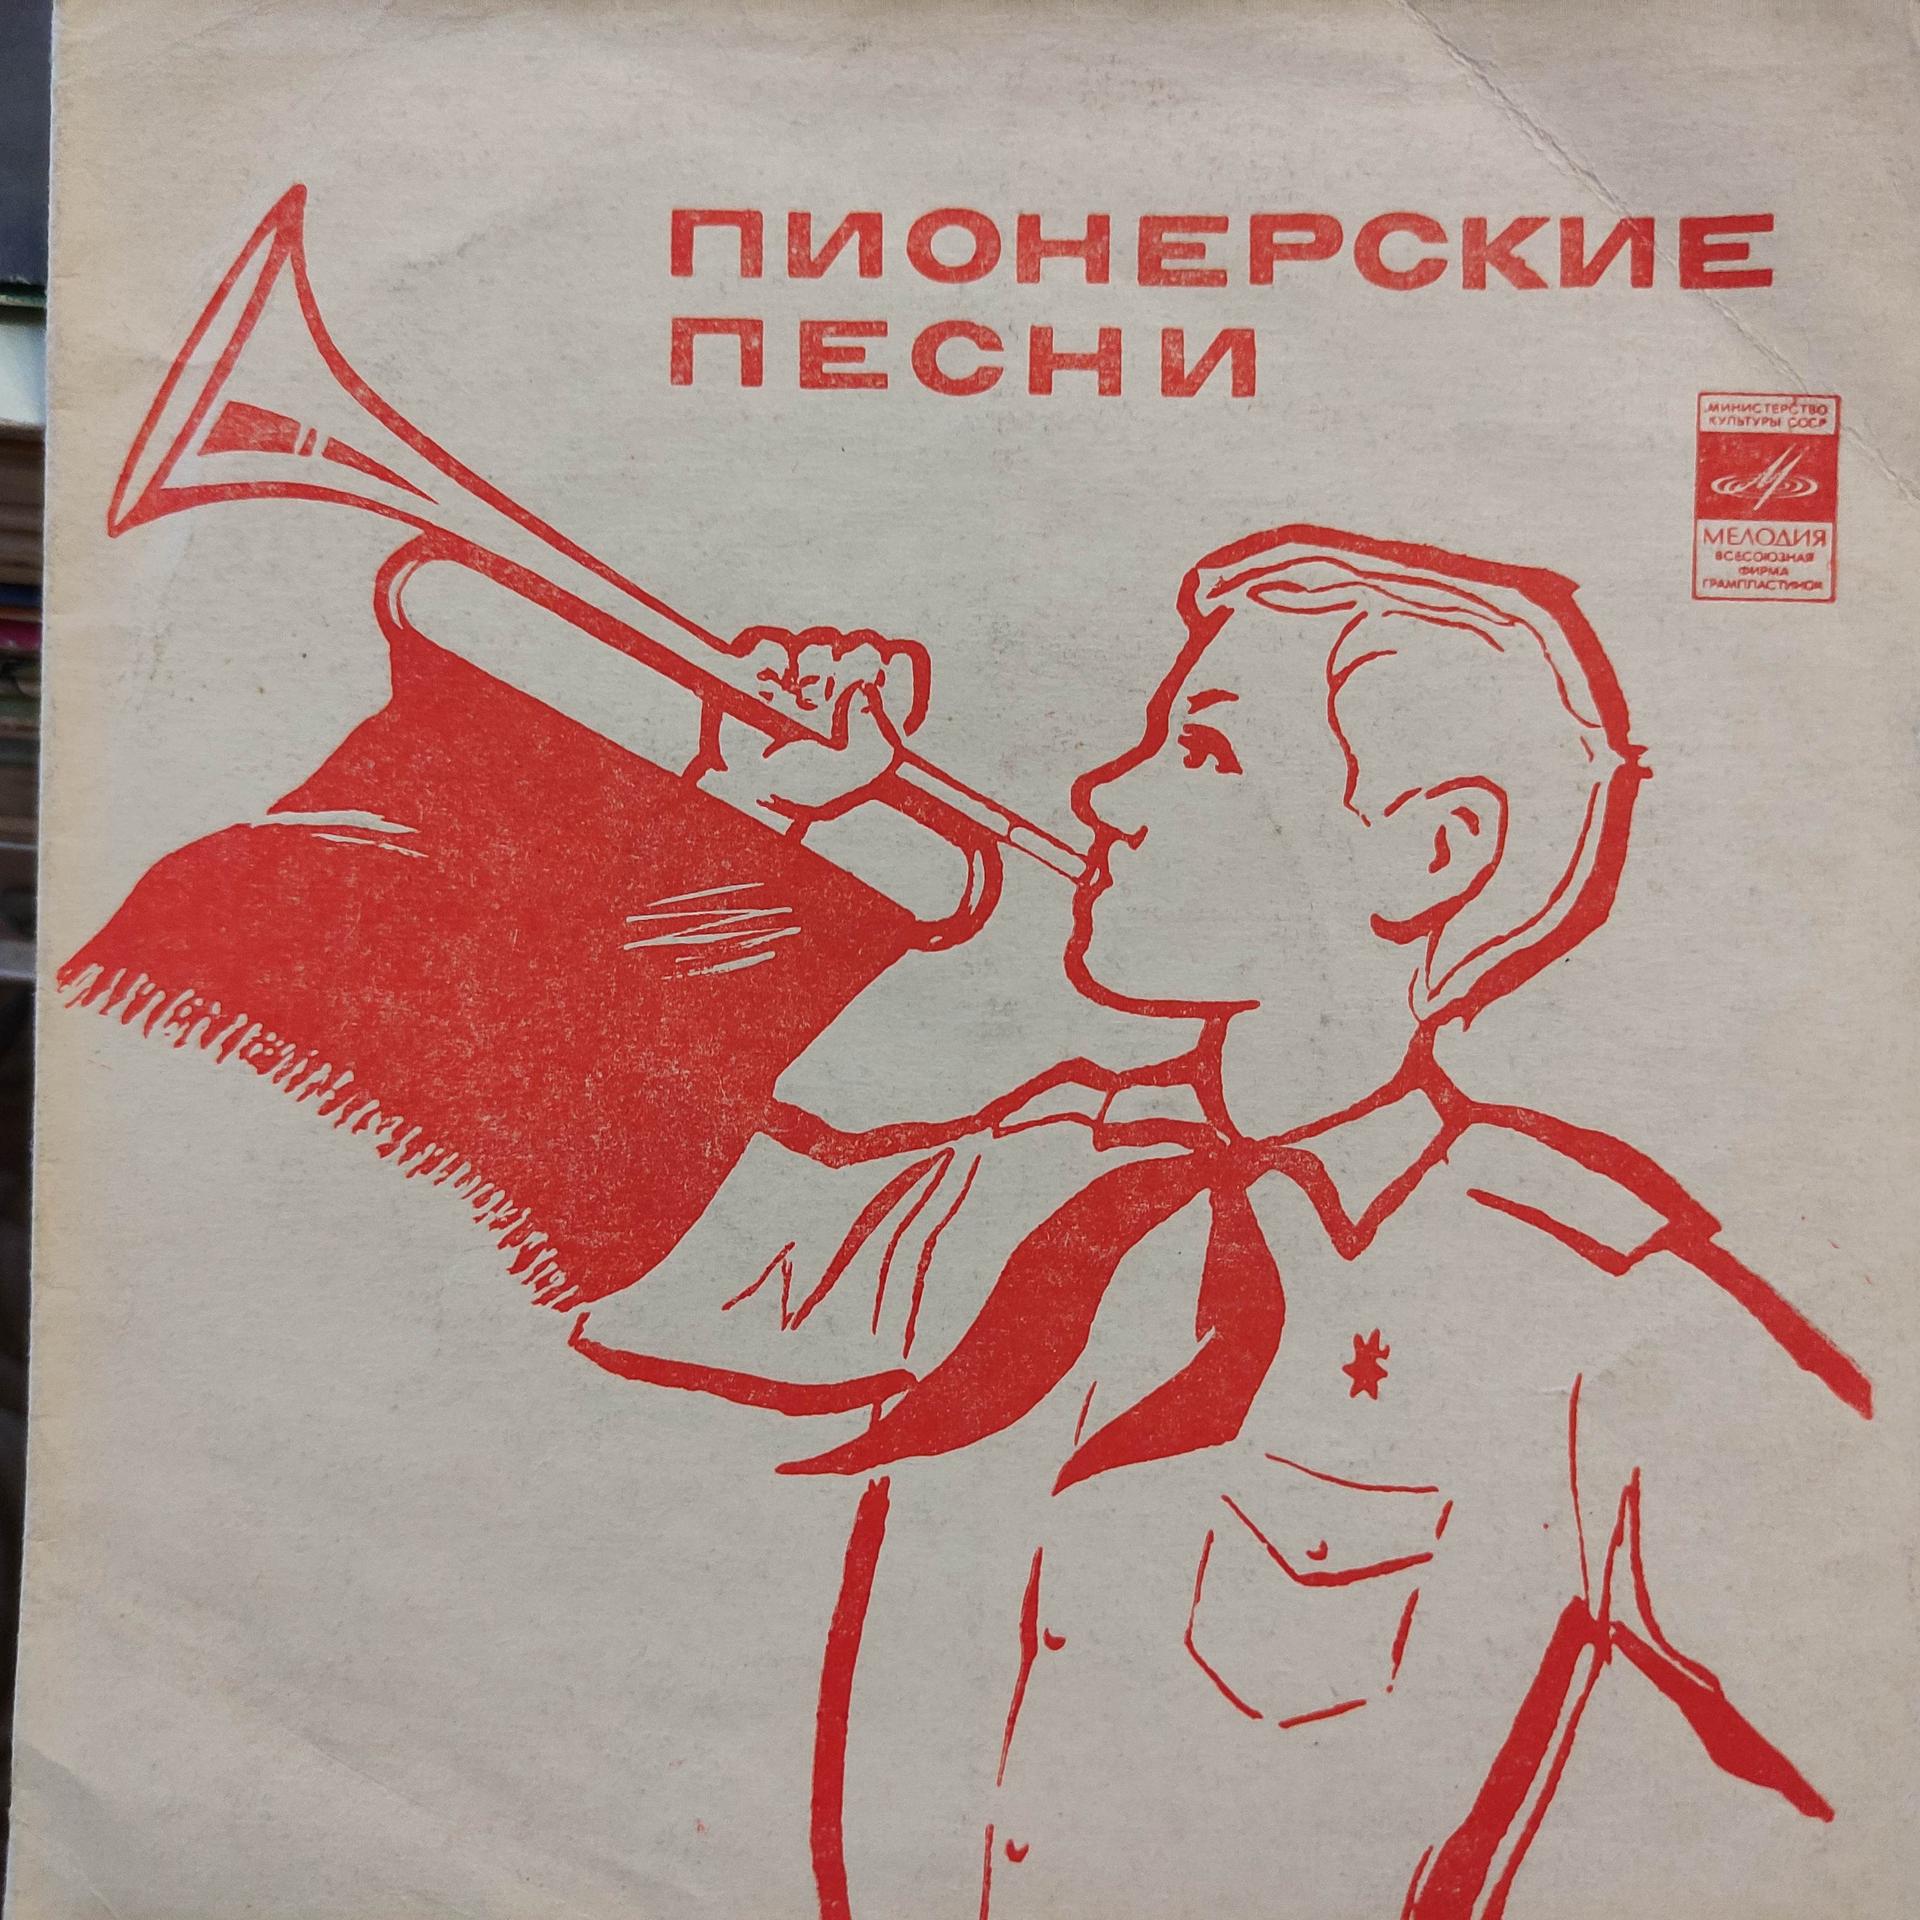 ПИОНЕРСКИЕ
ПЕСНИ
МИНИСТЕРСТВО
КУЛЬТУРЫ СССР
МЕЛОДИЯ
ВСЕСОЮЗНАЯ
ФИРМА
ГРАМПЛАСТИНОК